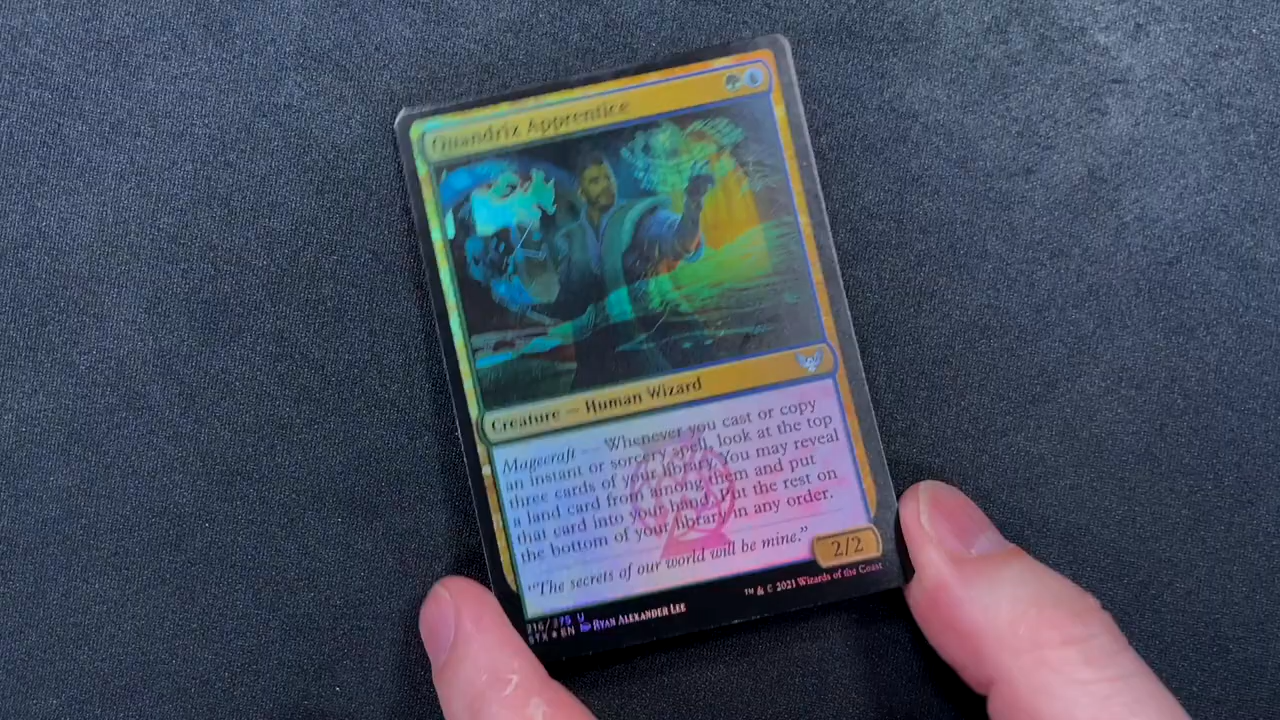 Quandrix Apprentice
Creature — Human Wizard
Magecraft — Whenever you cast or copy
an instant or sorcery spell, look at the top
three cards of your library. You may reveal
a land card from among them and put
that card into your hand. Put the rest on
the bottom of your library in any order.
"The secrets of our world will be mine."
2/2
216/275 U
STX ★ EN Ryan Alexander Lee
™ & © 2021 Wizards of the Coast